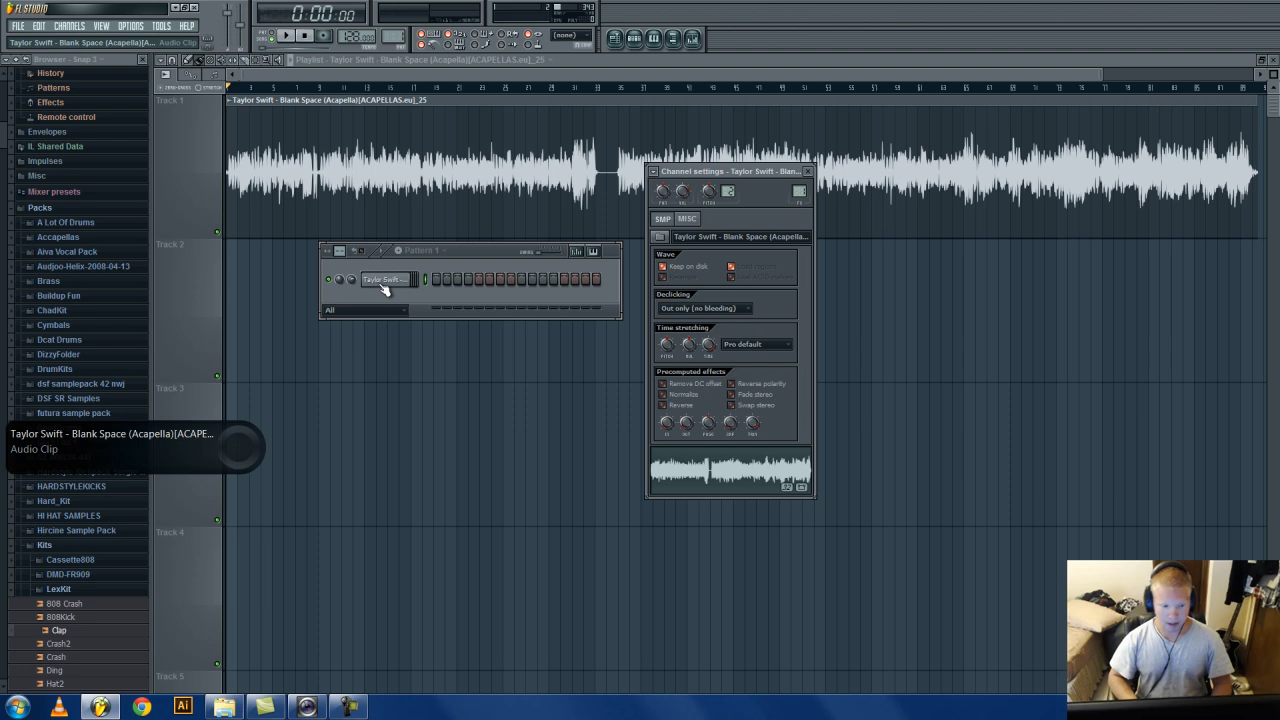 FL STUDIO
FILE EDIT CHANNELS VIEW OPTIONS TOOLS HELP
Taylor Swift - Blank Space (Acapella)[A... Audio Clip
0:00:00
343
(none)
Browser - Snap 3
Playlist - Taylor Swift - Blank Space (Acapella)[ACAPELLAS.eu]_25
History
Patterns
Effects
Remote control
Envelopes
IL Shared Data
Impulses
Misc
Mixer presets
Packs
A Lot Of Drums
Accapellas
Aiva Vocal Pack
Audjoo-Helix-2008-04-13
Brass
Buildup Fun
ChadKit
Cymbals
Dcat Drums
DizzyFolder
DrumKits
dsf samplepack 42 mwj
DSF SR Samples
futura sample pack
Taylor Swift - Blank Space (Acapella)[ACAPE...
Audio Clip
HARDSTYLEKICKS
Hard_Kit
HI HAT SAMPLES
Hircine Sample Pack
Kits
Cassette808
DMD-FR909
LexKit
808 Crash
808Kick
Clap
Crash2
Crash
Ding
Hat2
Track 1
Taylor Swift - Blank Space (Acapella)[ACAPELLAS.eu]_25
Track 2
Track 3
Track 4
Track 5
Pattern 1
Taylor Swift -...
All
Channel settings - Taylor Swift - Blan...
SMP MISC
Taylor Swift - Blank Space (Acapella...
Wave
Keep on disk
Declicking
Out only (no bleeding)
Time stretching
Pro default
Precomputed effects
Remove DC offset Reverse polarity
Normalize Fade stereo
Reverse Swap stereo